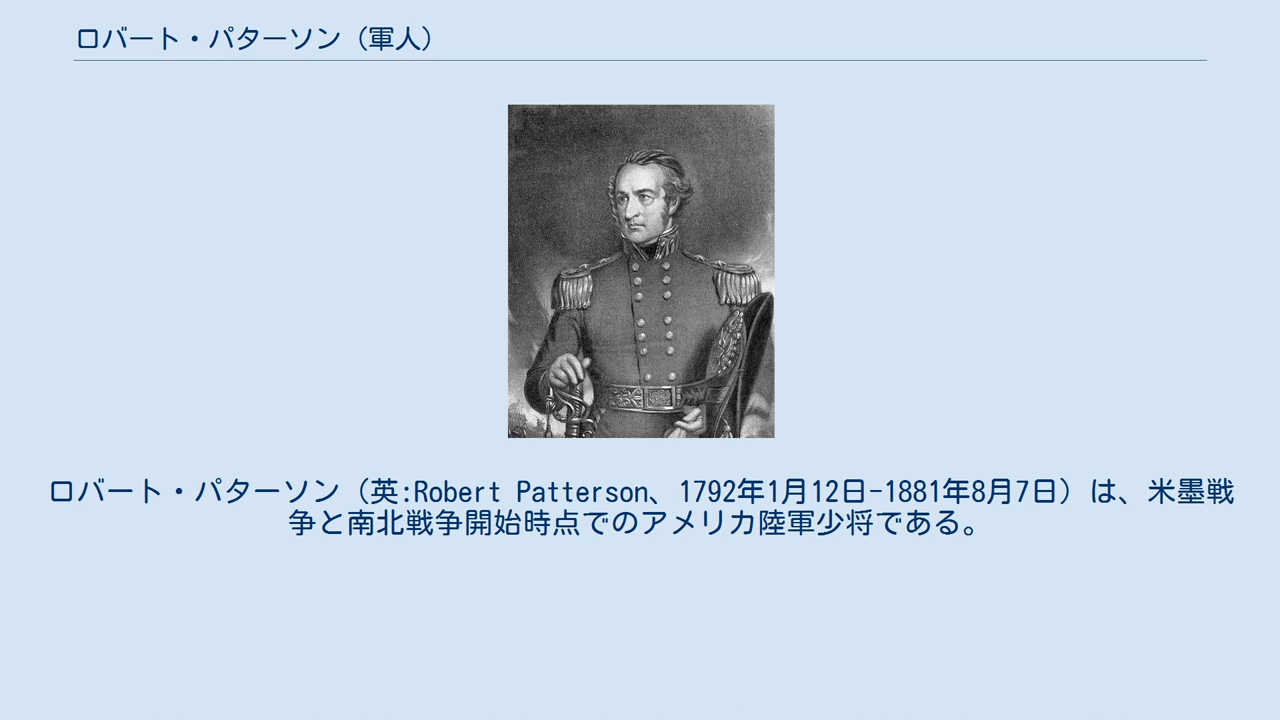 ロバート・パターソン（軍人）
ロバート・パターソン（英:Robert Patterson、1792年1月12日-1881年8月7日）は、米墨戦
争と南北戦争開始時点でのアメリカ陸軍少将である。